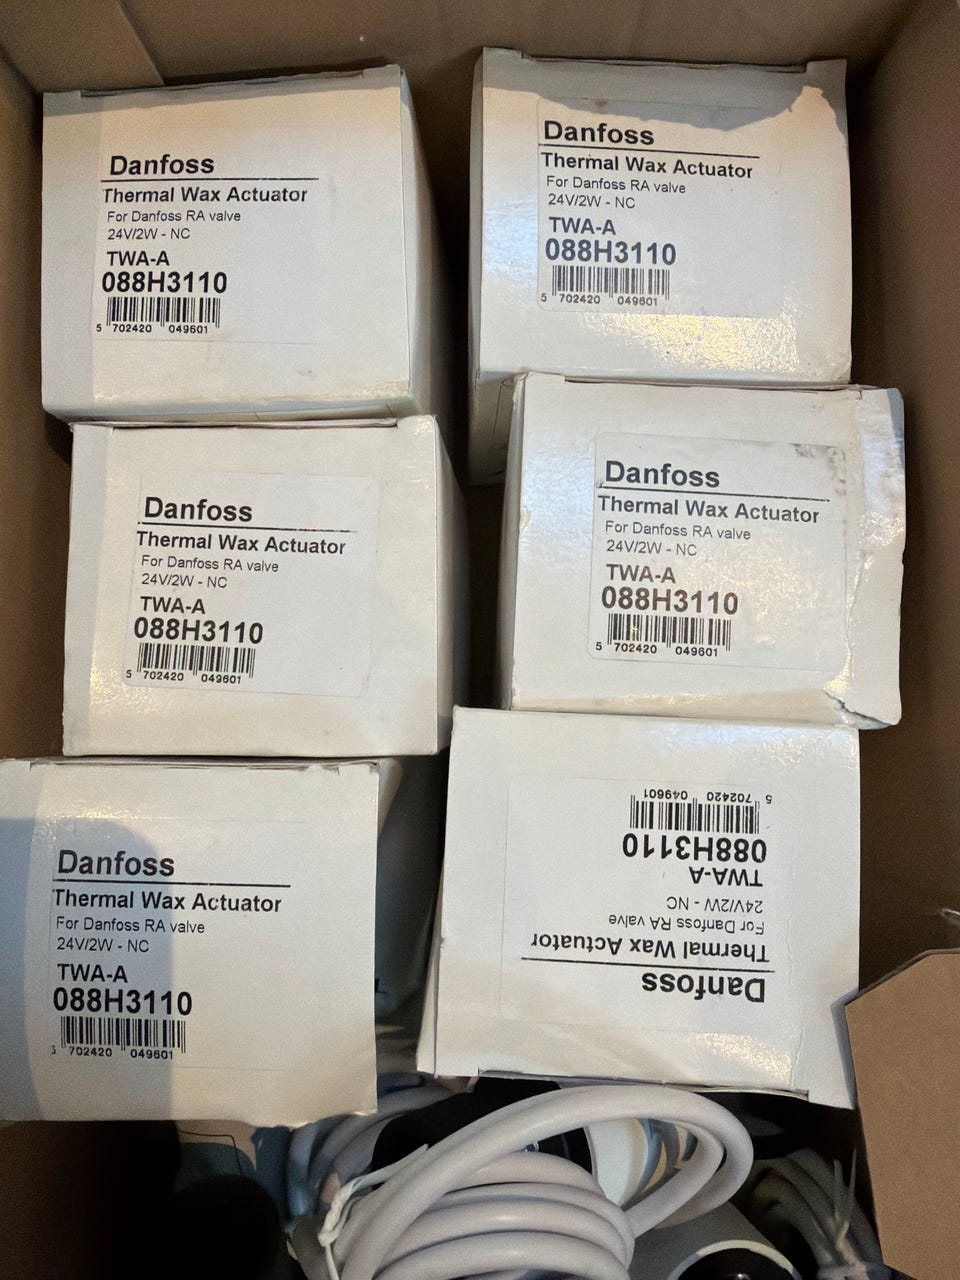 Danfoss
Thermal Wax Actuator
For Danfoss RA valve
24V/2W - NC
TWA-A
088H3110
5 702420 049601
Danfoss
Thermal Wax Actuator
For Danfoss RA valve
24V/2W - NC
TWA-A
088H3110
5 702420 049601
Danfoss
Thermal Wax Actuator
For Danfoss RA valve
24V/2W - NC
TWA-A
088H3110
5 702420 049601
Danfoss
Thermal Wax Actuator
For Danfoss RA valve
24V/2W - NC
TWA-A
088H3110
5 702420 049601
Danfoss
Thermal Wax Actuator
For Danfoss RA valve
24V/2W - NC
TWA-A
088H3110
5 702420 049601
Danfoss
Thermal Wax Actuator
For Danfoss RA valve
24V/2W - NC
TWA-A
088H3110
5 702420 049601